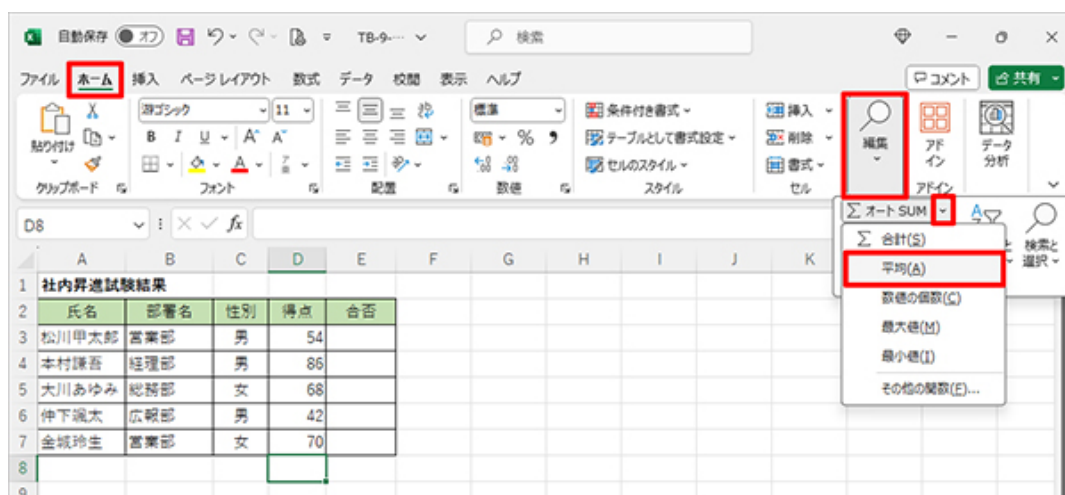 自動保存 オフ TB-9-… 検索
ファイル ホーム 挿入 ページ レイアウト 数式 データ 校閲 表示 ヘルプ コメント 共有
貼り付け 游ゴシック 11 標準 条件付き書式 挿入 編集 アド データ
B I U A A % 9 テーブルとして書式設定 削除 イン 分析
A セルのスタイル 書式
クリップボード フォント 配置 数値 スタイル セル アドイン
D8 fx Σ オート SUM
A B C D E F G H I J K
Σ 合計(S) 検索と
平均(A) 選択
数値の個数(C)
最大値(M)
最小値(I)
その他の関数(F)...
1 社内昇進試験結果
2 氏名 部署名 性別 得点 合否
3 松川甲太郎 営業部 男 54
4 本村謙吾 経理部 男 86
5 大川あゆみ 総務部 女 68
6 仲下颯太 広報部 男 42
7 金城玲生 営業部 女 70
8
9